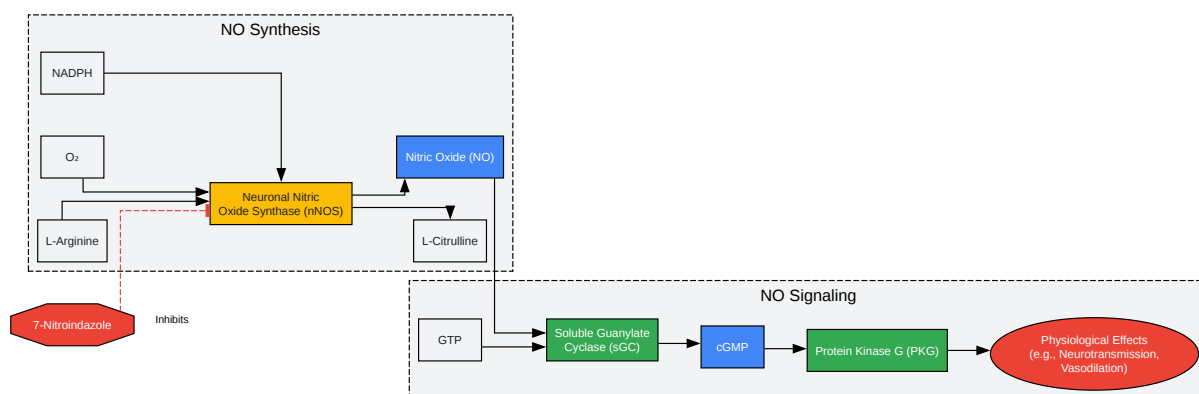 NO Synthesis
NADPH
O₂
Nitric Oxide (NO)
Neuronal Nitric
Oxide Synthase (nNOS)
L-Arginine
L-Citrulline
7-Nitroindazole
Inhibits
NO Signaling
GTP
Soluble Guanylate
Cyclase (sGC)
cGMP
Protein Kinase G (PKG)
Physiological Effects
(e.g., Neurotransmission,
Vasodilation)